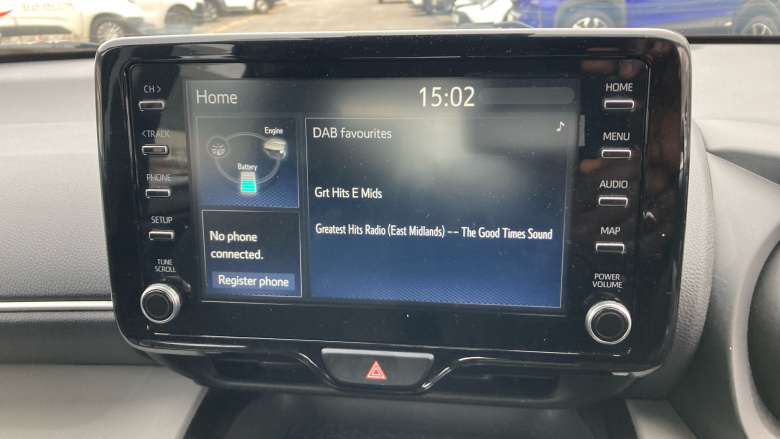 Home
15:02
CH >
< TRACK
PHONE
SETUP
TUNE
SCROLL
Engine
Battery
No phone
connected.
Register phone
DAB favourites
Grt Hits E Mids
Greatest Hits Radio (East Midlands) -- The Good Times Sound
HOME
MENU
AUDIO
MAP
POWER
VOLUME